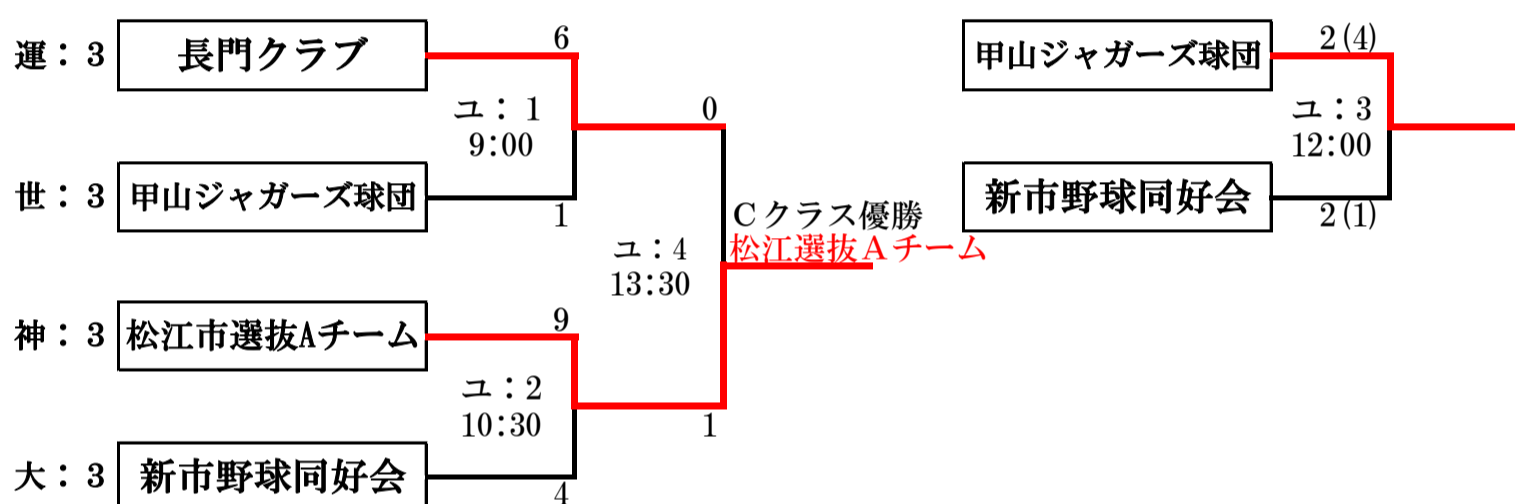 運：3
長門クラブ
6
ユ：1
9:00
世：3
甲山ジャガーズ球団
1
0
ユ：4
13:30
Cクラス優勝
松江選抜Aチーム
神：3
松江市選抜Aチーム
9
ユ：2
10:30
1
大：3
新市野球同好会
4
甲山ジャガーズ球団
2(4)
ユ：3
12:00
新市野球同好会
2(1)